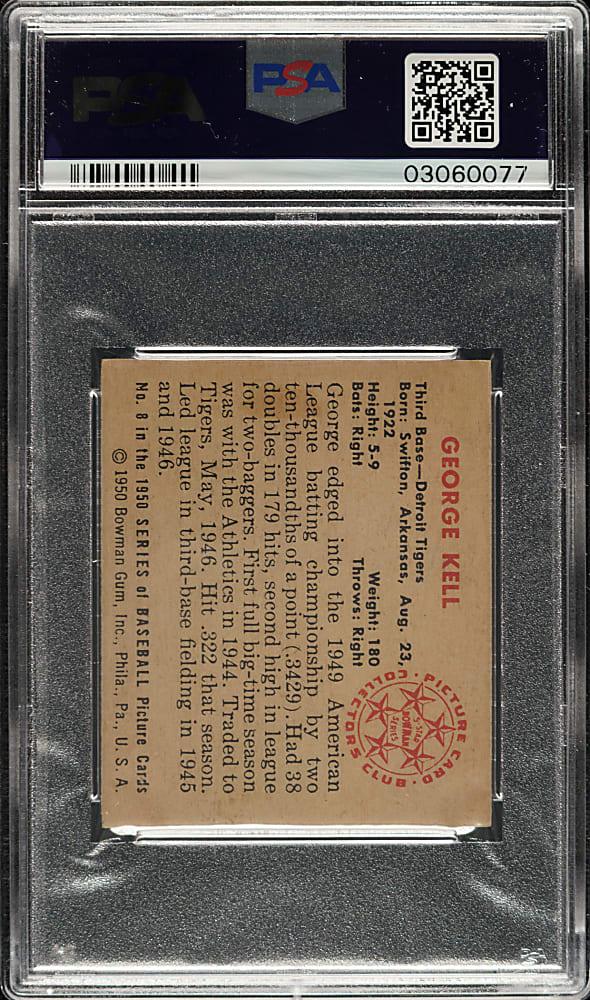 PSA
PSA
03060077
GEORGE KELL
Third Base—Detroit Tigers
Born: Swifton, Arkansas, Aug. 23,
1922
Height: 5-9 Weight: 180
Bats: Right Throws: Right
George edged into the 1949 American
League batting championship by two
ten-thousandths of a point (.3429). Had 38
doubles in 179 hits, second high in league
for two-baggers. First full big-time season
was with the Athletics in 1944. Traded to
Tigers, May, 1946. Hit .322 that season.
Led league in third-base fielding in 1945
and 1946.
No. 8 in the 1950 SERIES of BASEBALL Picture Cards
© 1950 Bowman Gum, Inc., Phila., Pa., U. S. A.
PICTURE CARD COLLECTORS CLUB
5-STAR
BOWMAN
SERIES